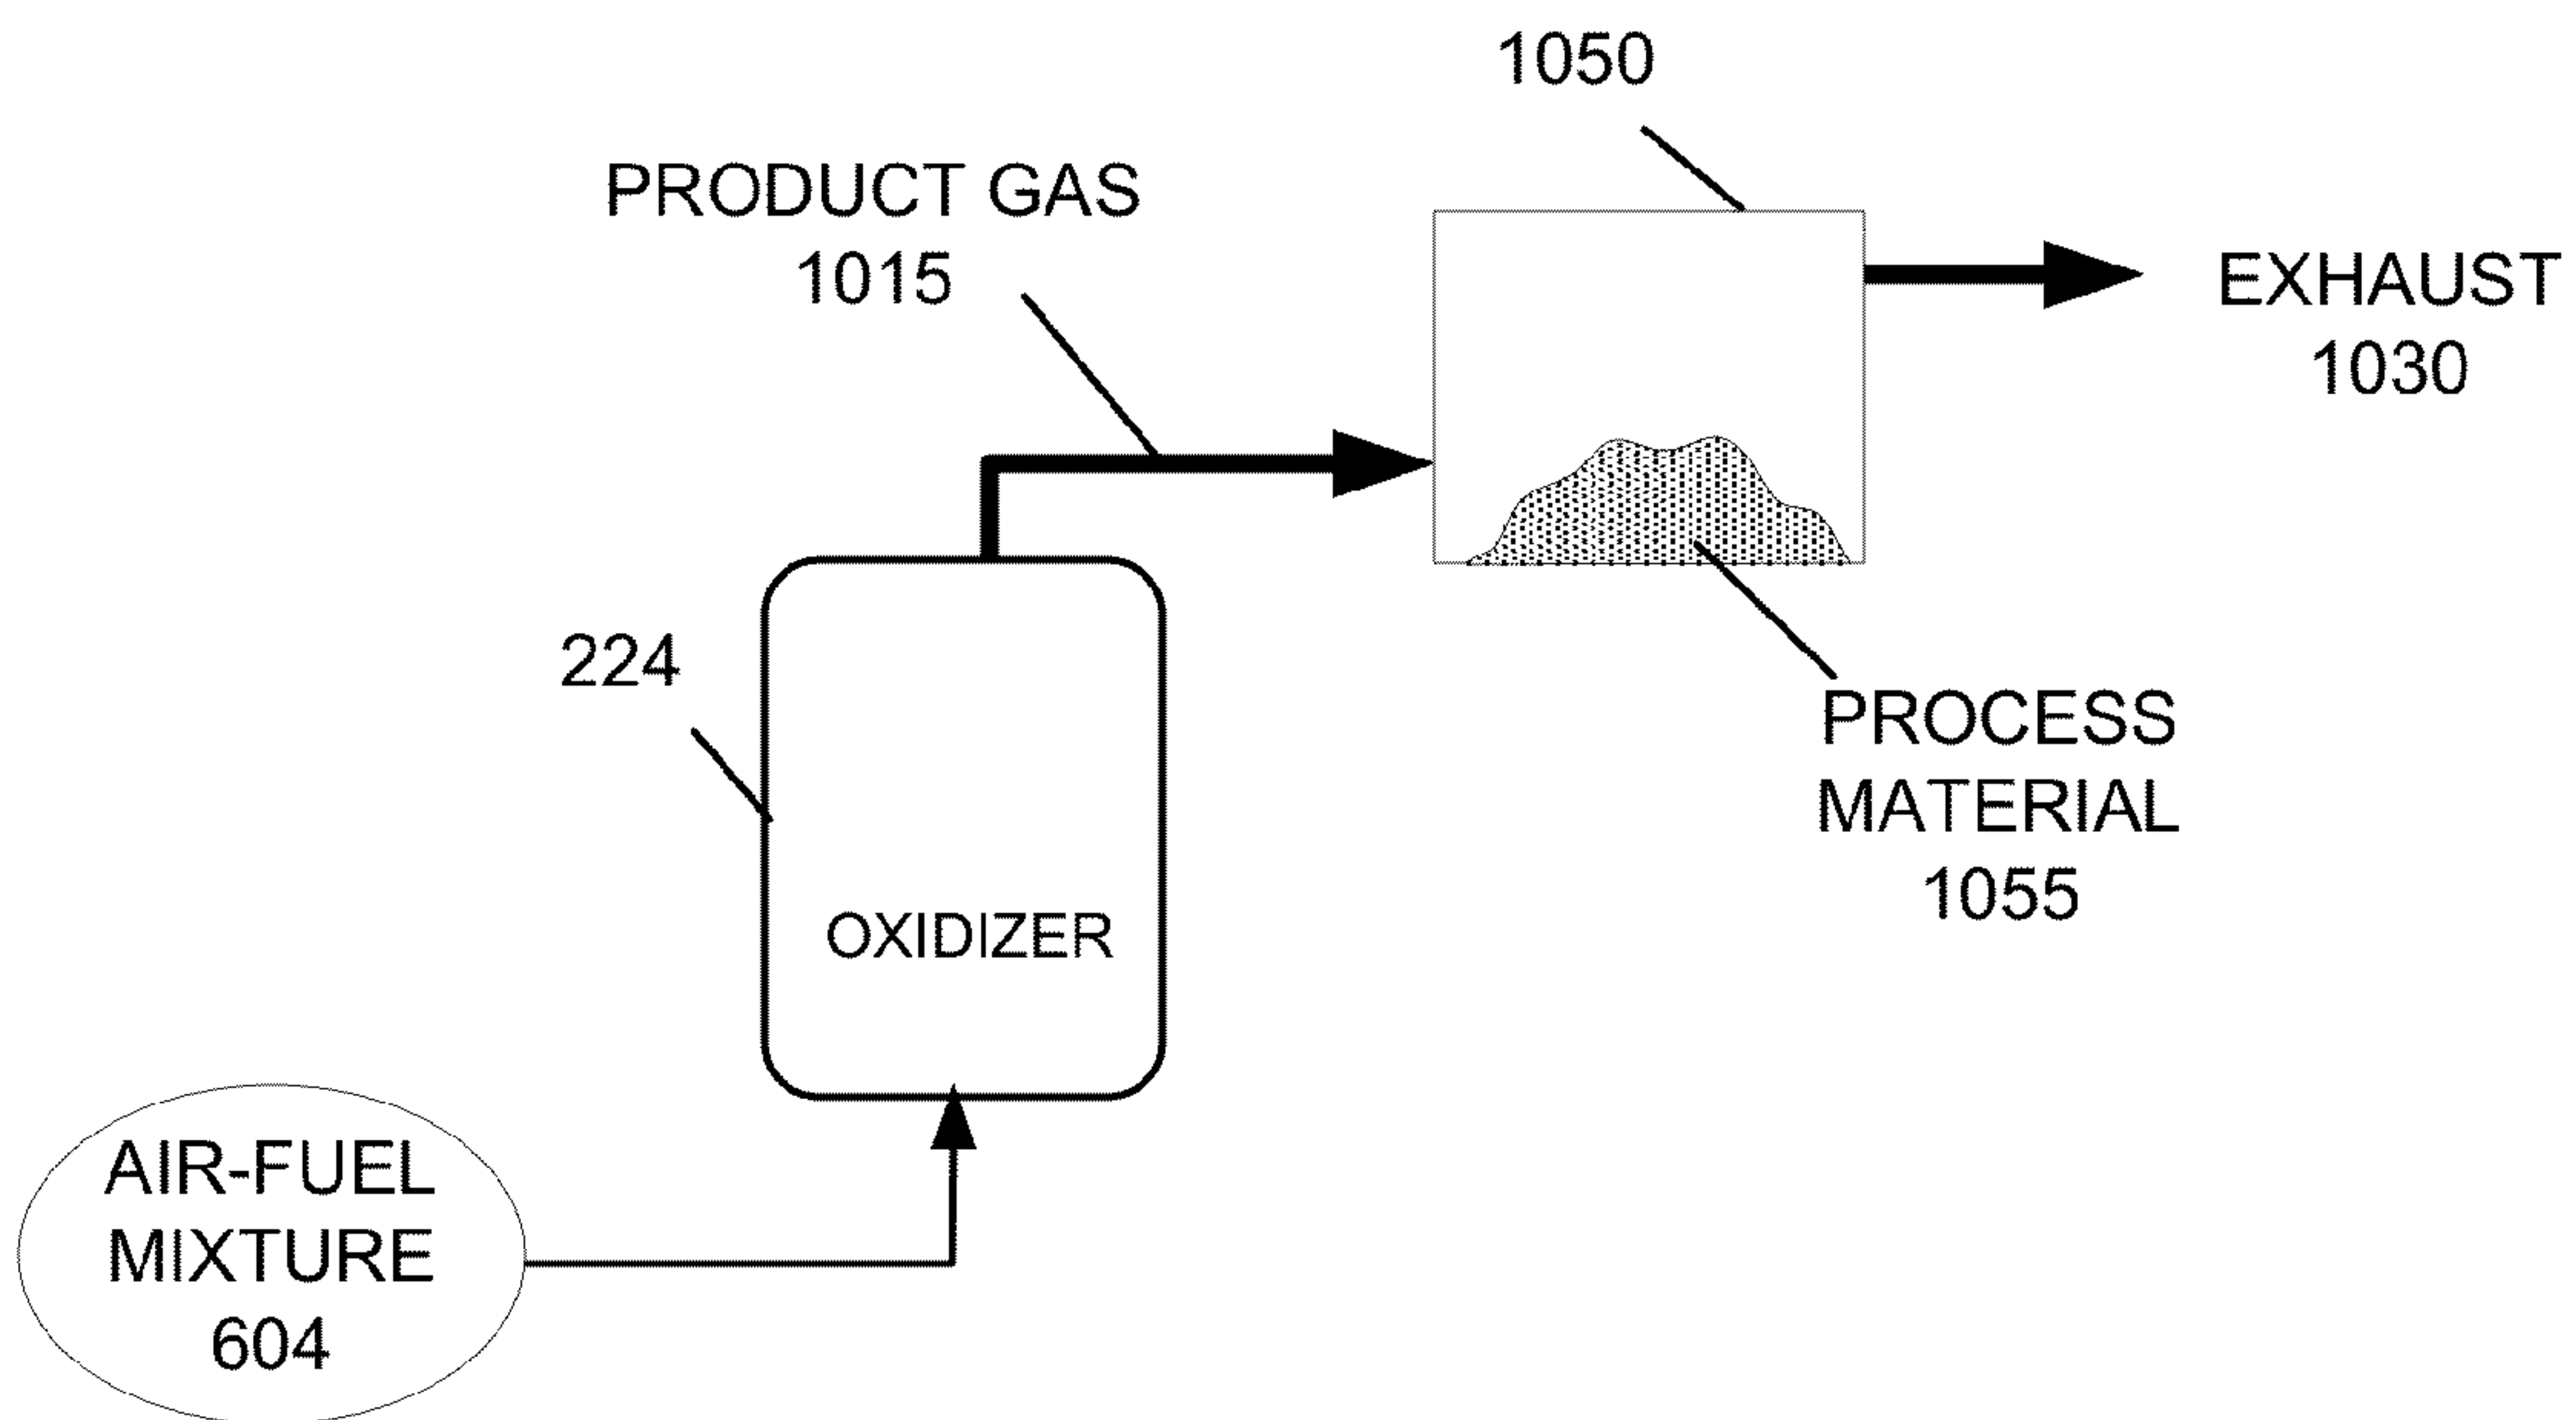 1050
PRODUCT GAS
1015
EXHAUST
1030
224
PROCESS
MATERIAL
1055
OXIDIZER
AIR-FUEL
MIXTURE
604